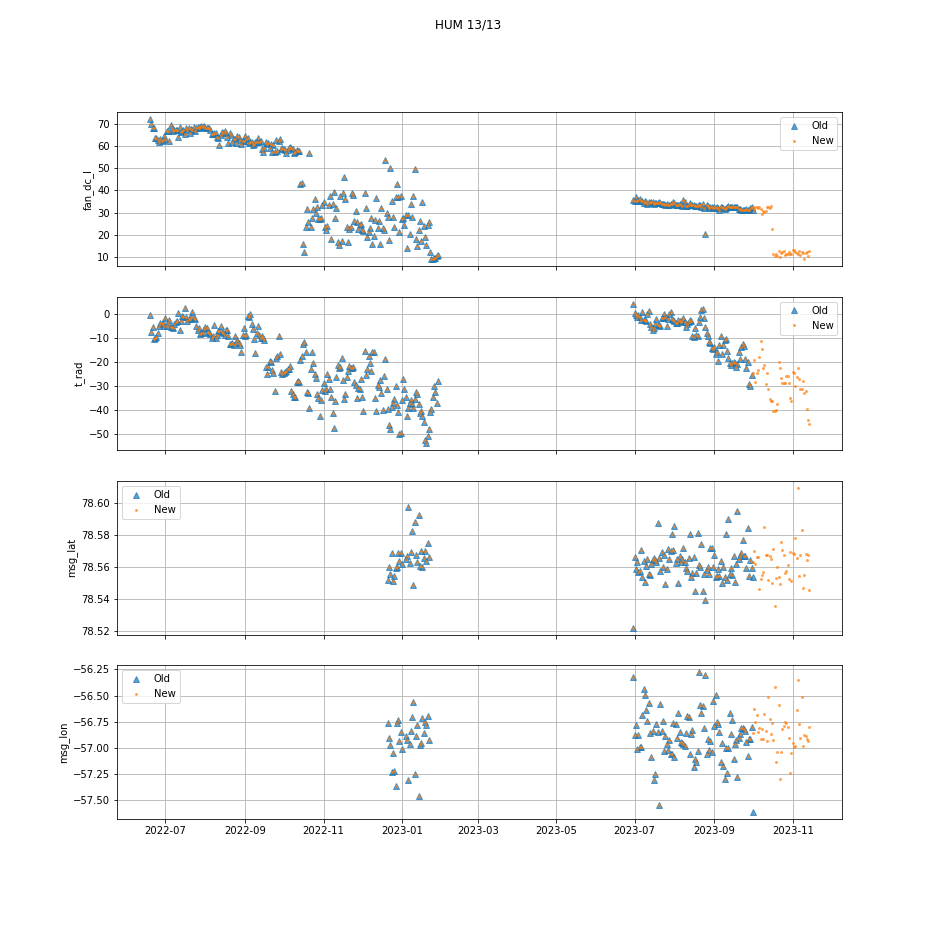 HUM 13/13
fan_dc_l
70
60
50
40
30
20
10
Old
New
t_rad
0
−10
−20
−30
−40
−50
Old
New
msg_lat
78.60
78.58
78.56
78.54
78.52
Old
New
msg_lon
−56.25
−56.50
−56.75
−57.00
−57.25
−57.50
Old
New
2022-07 2022-09 2022-11 2023-01 2023-03 2023-05 2023-07 2023-09 2023-11